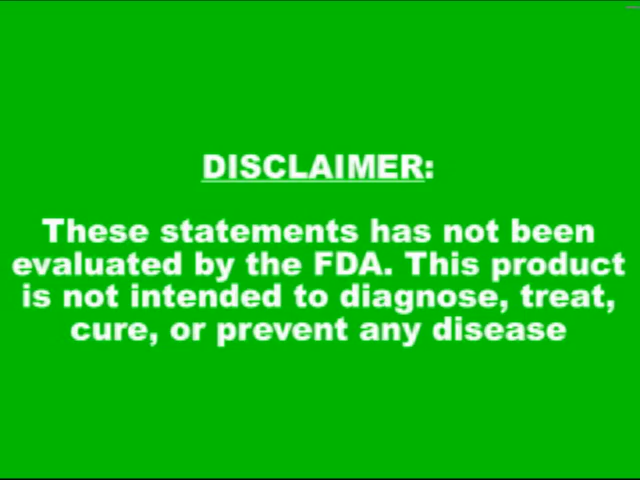 DISCLAIMER:
These statements has not been
evaluated by the FDA. This product
is not intended to diagnose, treat,
cure, or prevent any disease